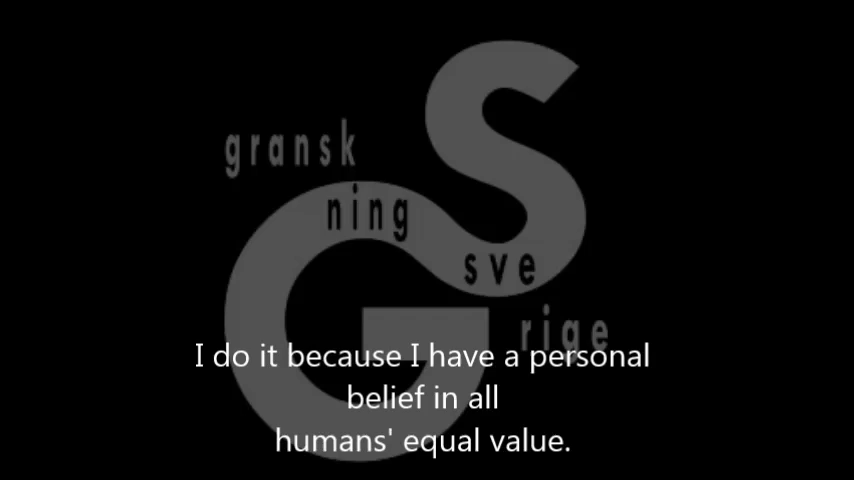 gransk
ning
sve
rige
I do it because I have a personal
belief in all
humans' equal value.